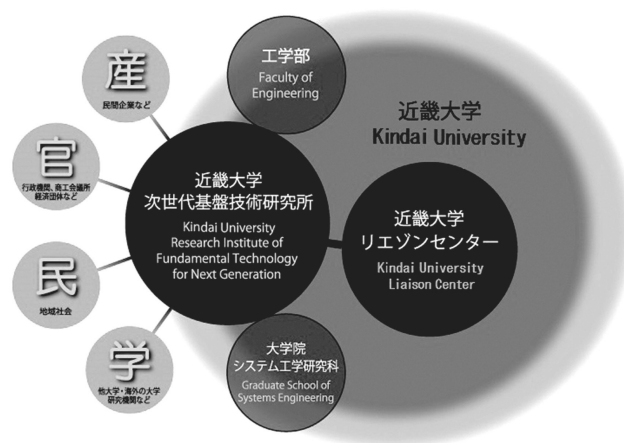 産
民間企業など
官
行政機関、商工会議所
経済団体など
民
地域社会
学
他大学・海外の大学
研究機関など
工学部
Faculty of
Engineering
近畿大学
次世代基盤技術研究所
Kindai University
Research Institute of
Fundamental Technology
for Next Generation
大学院
システム工学研究科
Graduate School of
Systems Engineering
近畿大学
Kindai University
近畿大学
リエゾンセンター
Kindai University
Liaison Center